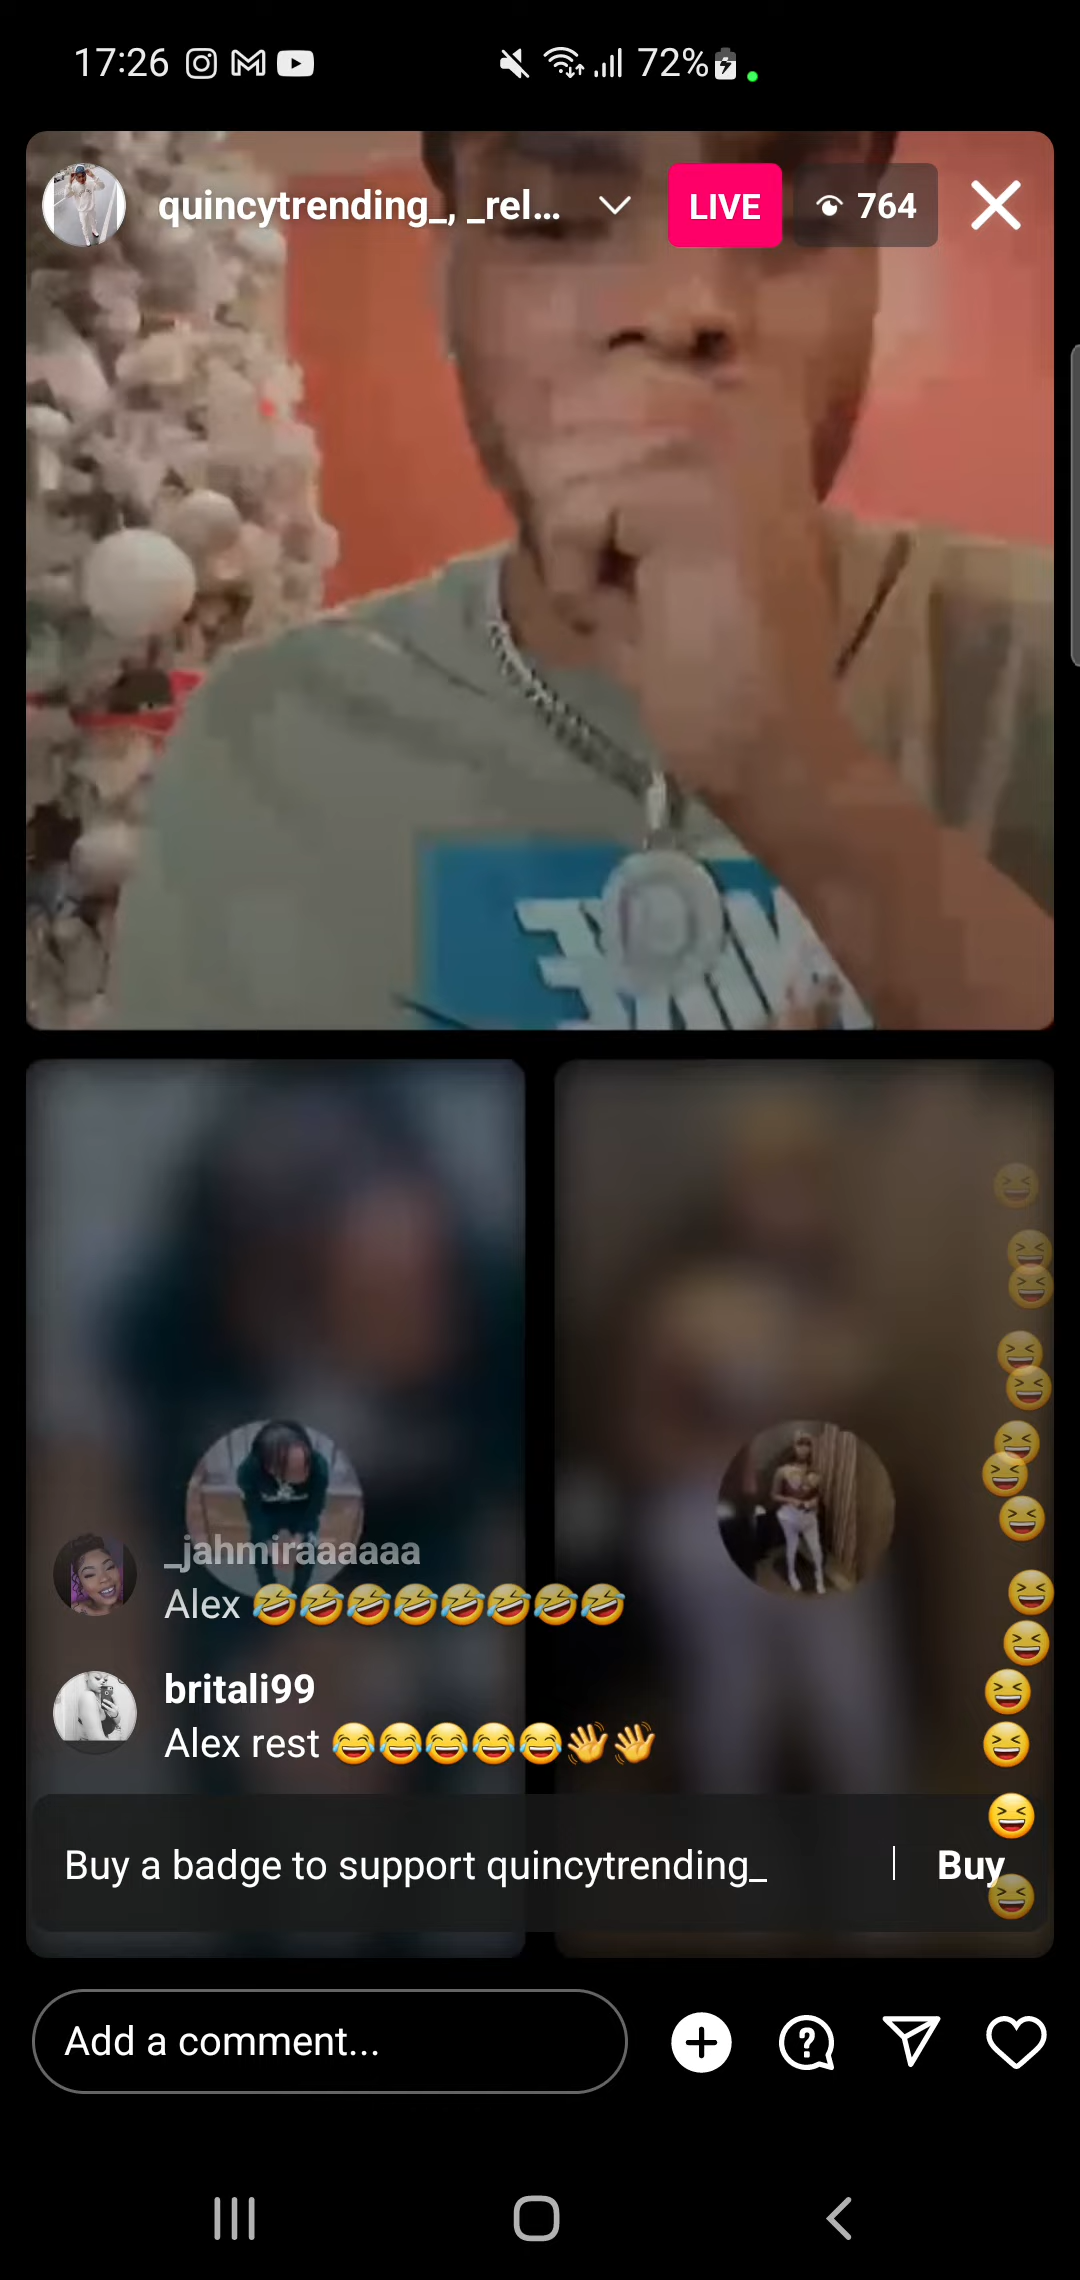 17:26 72%
quincytrending_, _rel... LIVE 764
_jahmiraaaaaa
Alex 🤣🤣🤣🤣🤣🤣🤣🤣
britali99
Alex rest 😂😂😂😂😂👋👋
Buy a badge to support quincytrending_ | Buy
Add a comment...